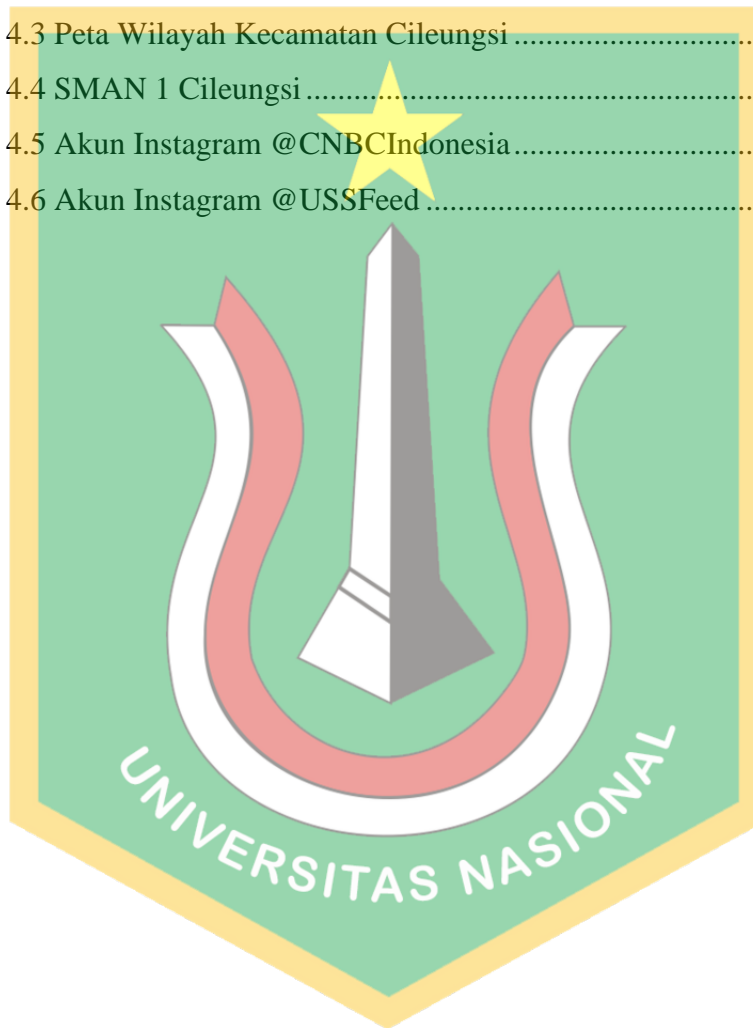 4.3 Peta Wilayah Kecamatan Cileungsi..............................
4.4 SMAN 1 Cileungsi........................................................
4.5 Akun Instagram @CNBCIndonesia..............................
4.6 Akun Instagram @USSFeed.........................................
UNIVERSITAS NASIONAL